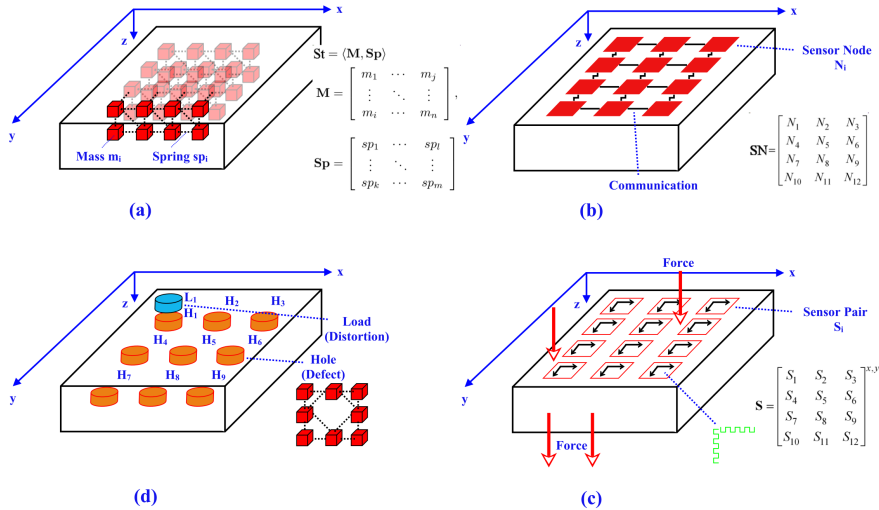 x
z
y
St = ⟨M, Sp⟩
M = [ m1 ⋯ mj
⋮ ⋱ ⋮
mi ⋯ mn ] ,
Sp = [ sp1 ⋯ spl
⋮ ⋱ ⋮
spk ⋯ spm ]
Mass mi
Spring spi
(a)
x
z
y
Sensor Node
Ni
Communication
SN= [ N1 N2 N3
N4 N5 N6
N7 N8 N9
N10 N11 N12 ]
(b)
x
z
y
L1
H1 H2 H3
H4 H5 H6
H7 H8 H9
Load
(Distortion)
Hole
(Defect)
(d)
x
z
y
Force
Sensor Pair
Si
Force
S = [ S1 S2 S3
S4 S5 S6
S7 S8 S9
S10 S11 S12 ] x,y
(c)